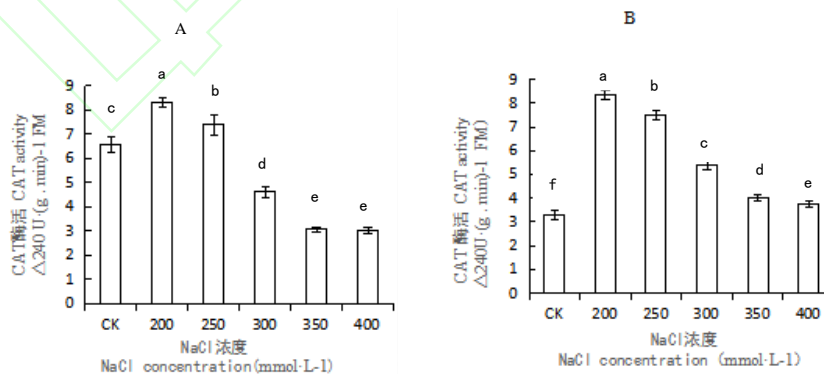 A
CAT酶活 CAT activity
△240 U·(g . min)-1 FM
9
8
7
6
5
4
3
2
1
0
c
a
b
d
e
e
CK 200 250 300 350 400
NaCl浓度
NaCl concentration(mmol·L-1)
B
CAT 酶活 CAT activity
△240U·(g . min)-1 FM)
9
8
7
6
5
4
3
2
1
0
f
a
b
c
d
e
CK 200 250 300 350 400
NaCl浓度
NaCl concentration (mmol·L-1)